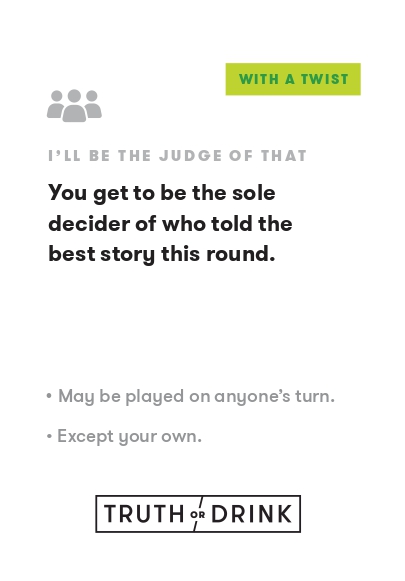 WITH A TWIST
I'LL BE THE JUDGE OF THAT
You get to be the sole
decider of who told the
best story this round.
• May be played on anyone's turn.
• Except your own.
TRUTH OR DRINK